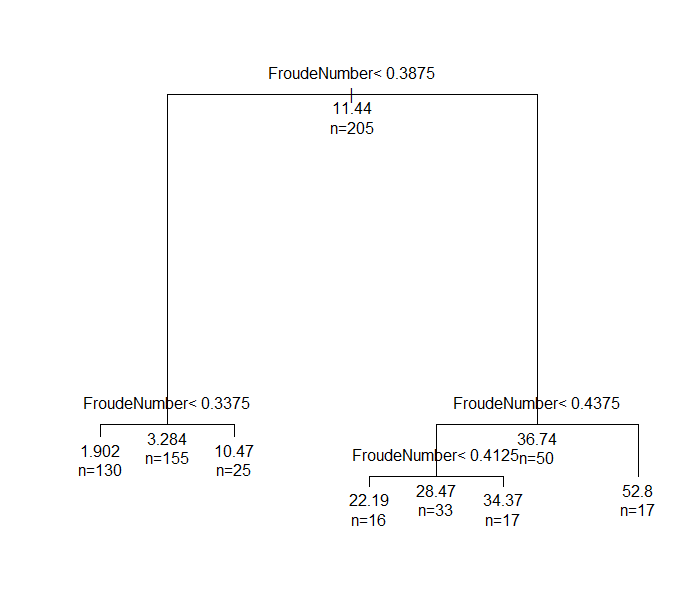 FroudeNumber< 0.3875
11.44
n=205
FroudeNumber< 0.3375
3.284
n=155
1.902
n=130
10.47
n=25
FroudeNumber< 0.4375
36.74
n=50
FroudeNumber< 0.4125
28.47
n=33
22.19
n=16
34.37
n=17
52.8
n=17